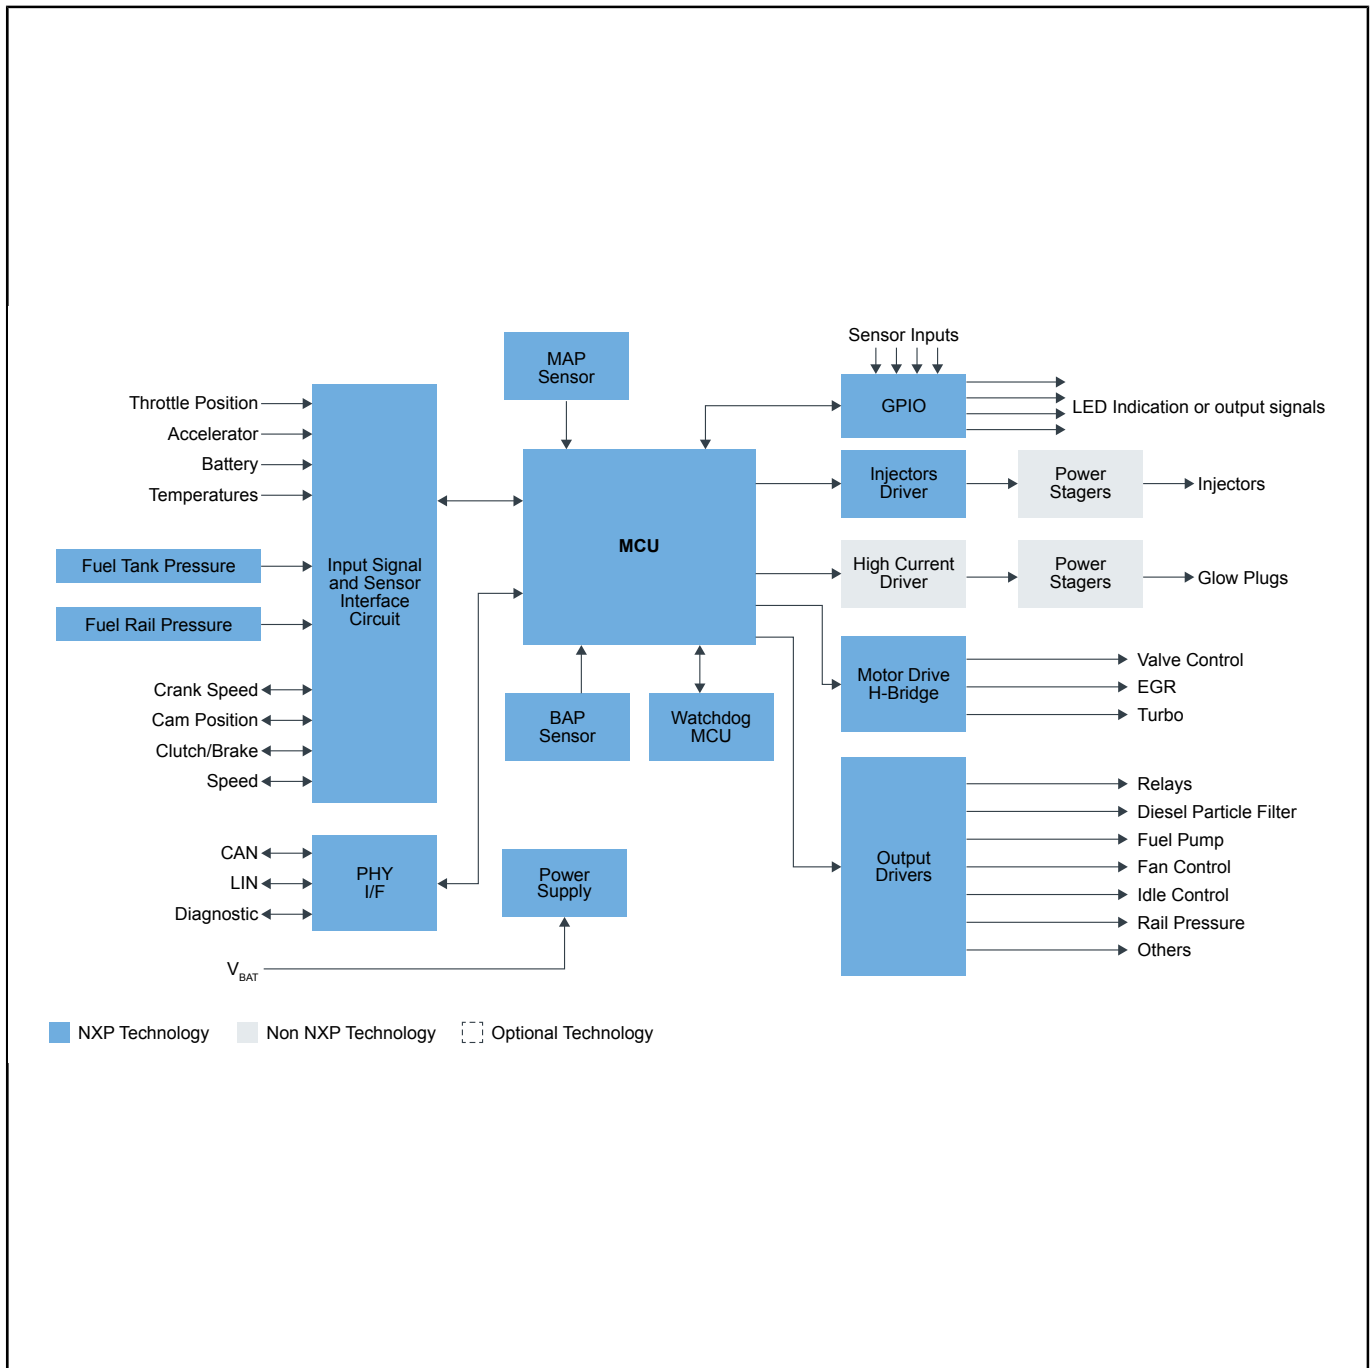 Sensor Inputs
MAP
Sensor
GPIO
LED Indication or output signals
Throttle Position
Accelerator
Battery
Temperatures
Fuel Tank Pressure
Fuel Rail Pressure
Crank Speed
Cam Position
Clutch/Brake
Speed
Input Signal
and Sensor
Interface
Circuit
MCU
Injectors
Driver
Power
Stagers
Injectors
High Current
Driver
Power
Stagers
Glow Plugs
BAP
Sensor
Watchdog
MCU
Motor Drive
H-Bridge
Valve Control
EGR
Turbo
CAN
LIN
Diagnostic
PHY
I/F
Power
Supply
VBAT
Output
Drivers
Relays
Diesel Particle Filter
Fuel Pump
Fan Control
Idle Control
Rail Pressure
Others
NXP Technology
Non NXP Technology
Optional Technology